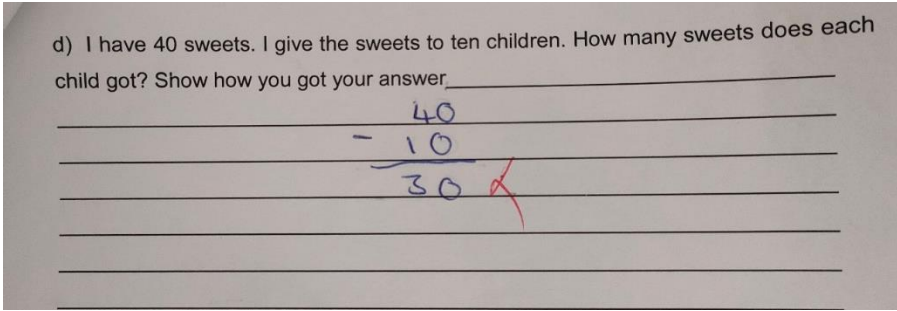 d) I have 40 sweets. I give the sweets to ten children. How many sweets does each
child got? Show how you got your answer
40
- 10
30